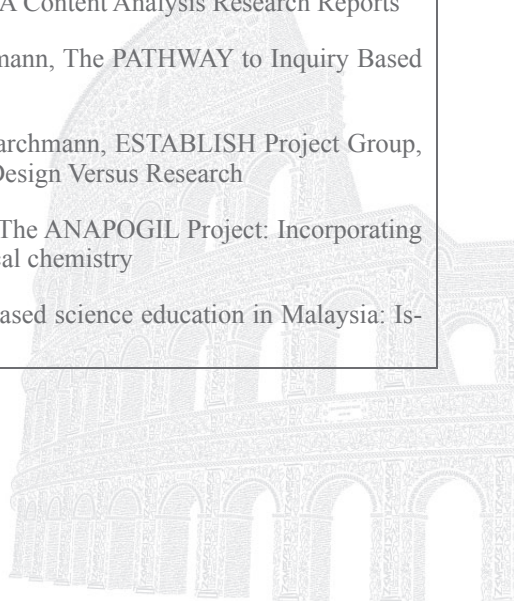 A Content Analysis Research Reports
mann, The PATHWAY to Inquiry Based
archmann, ESTABLISH Project Group,
Design Versus Research
The ANAPOGIL Project: Incorporating
cal chemistry
ased science education in Malaysia: Is-